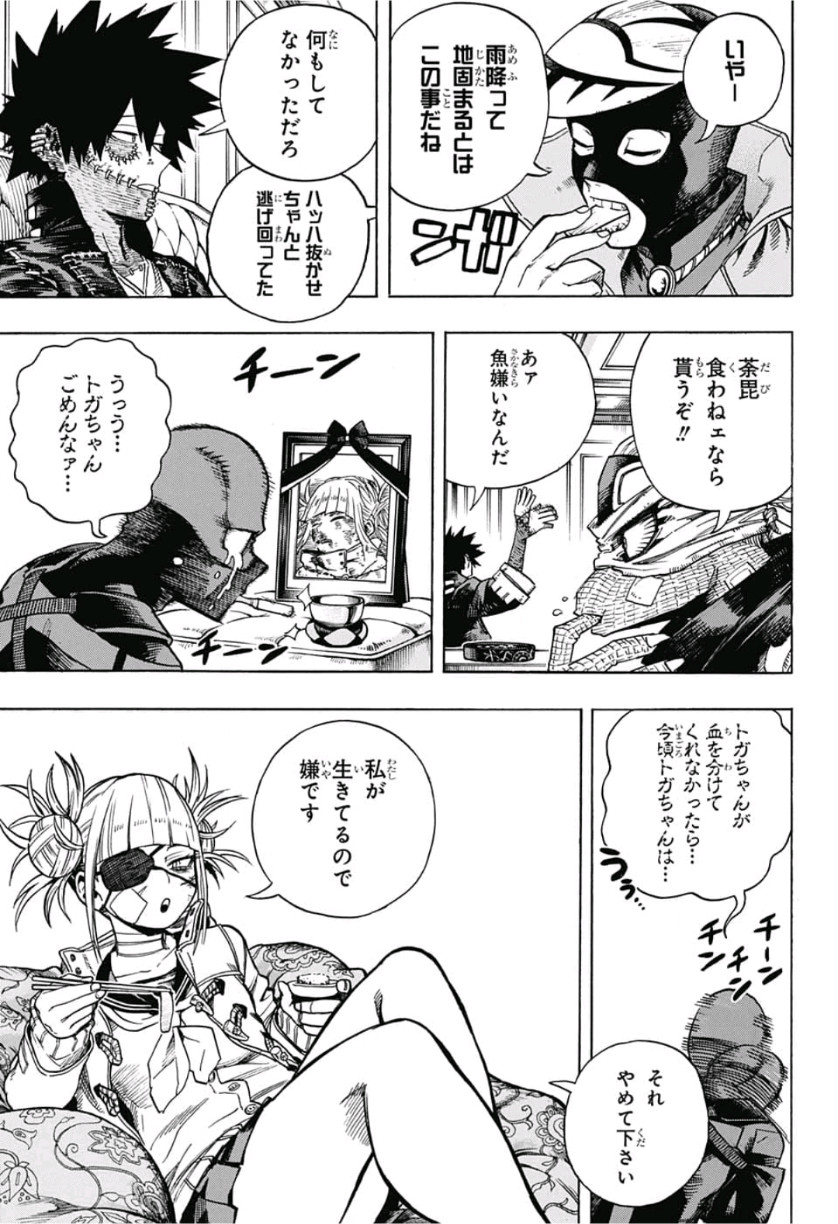 いやー
雨降って
地固まるとは
この事だね
ンガ
何もして
なかっただろ
ハッハ抜かせ
ちゃんと
逃げ回ってた
荼毘
食わねェなら
貰うぞ!!
あァ
魚嫌いなんだ
チーン
うっう…
トガちゃん
ごめんなァ…
チーン
トガちゃんが
血を分けて
くれなかったら…
今頃トガちゃんは…
うぅ…
チーン
チン
チン
それ
やめて下さい
私が
生きてるので
嫌です